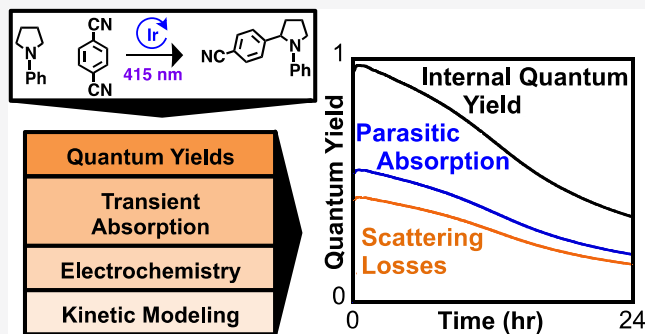 CN
Ir
N
Ph
415 nm
CN
NC
N
Ph
Quantum Yields
Transient
Absorption
Electrochemistry
Kinetic Modeling
Quantum Yield
1
0
Internal Quantum
Yield
Parasitic
Absorption
Scattering
Losses
0
Time (hr)
24